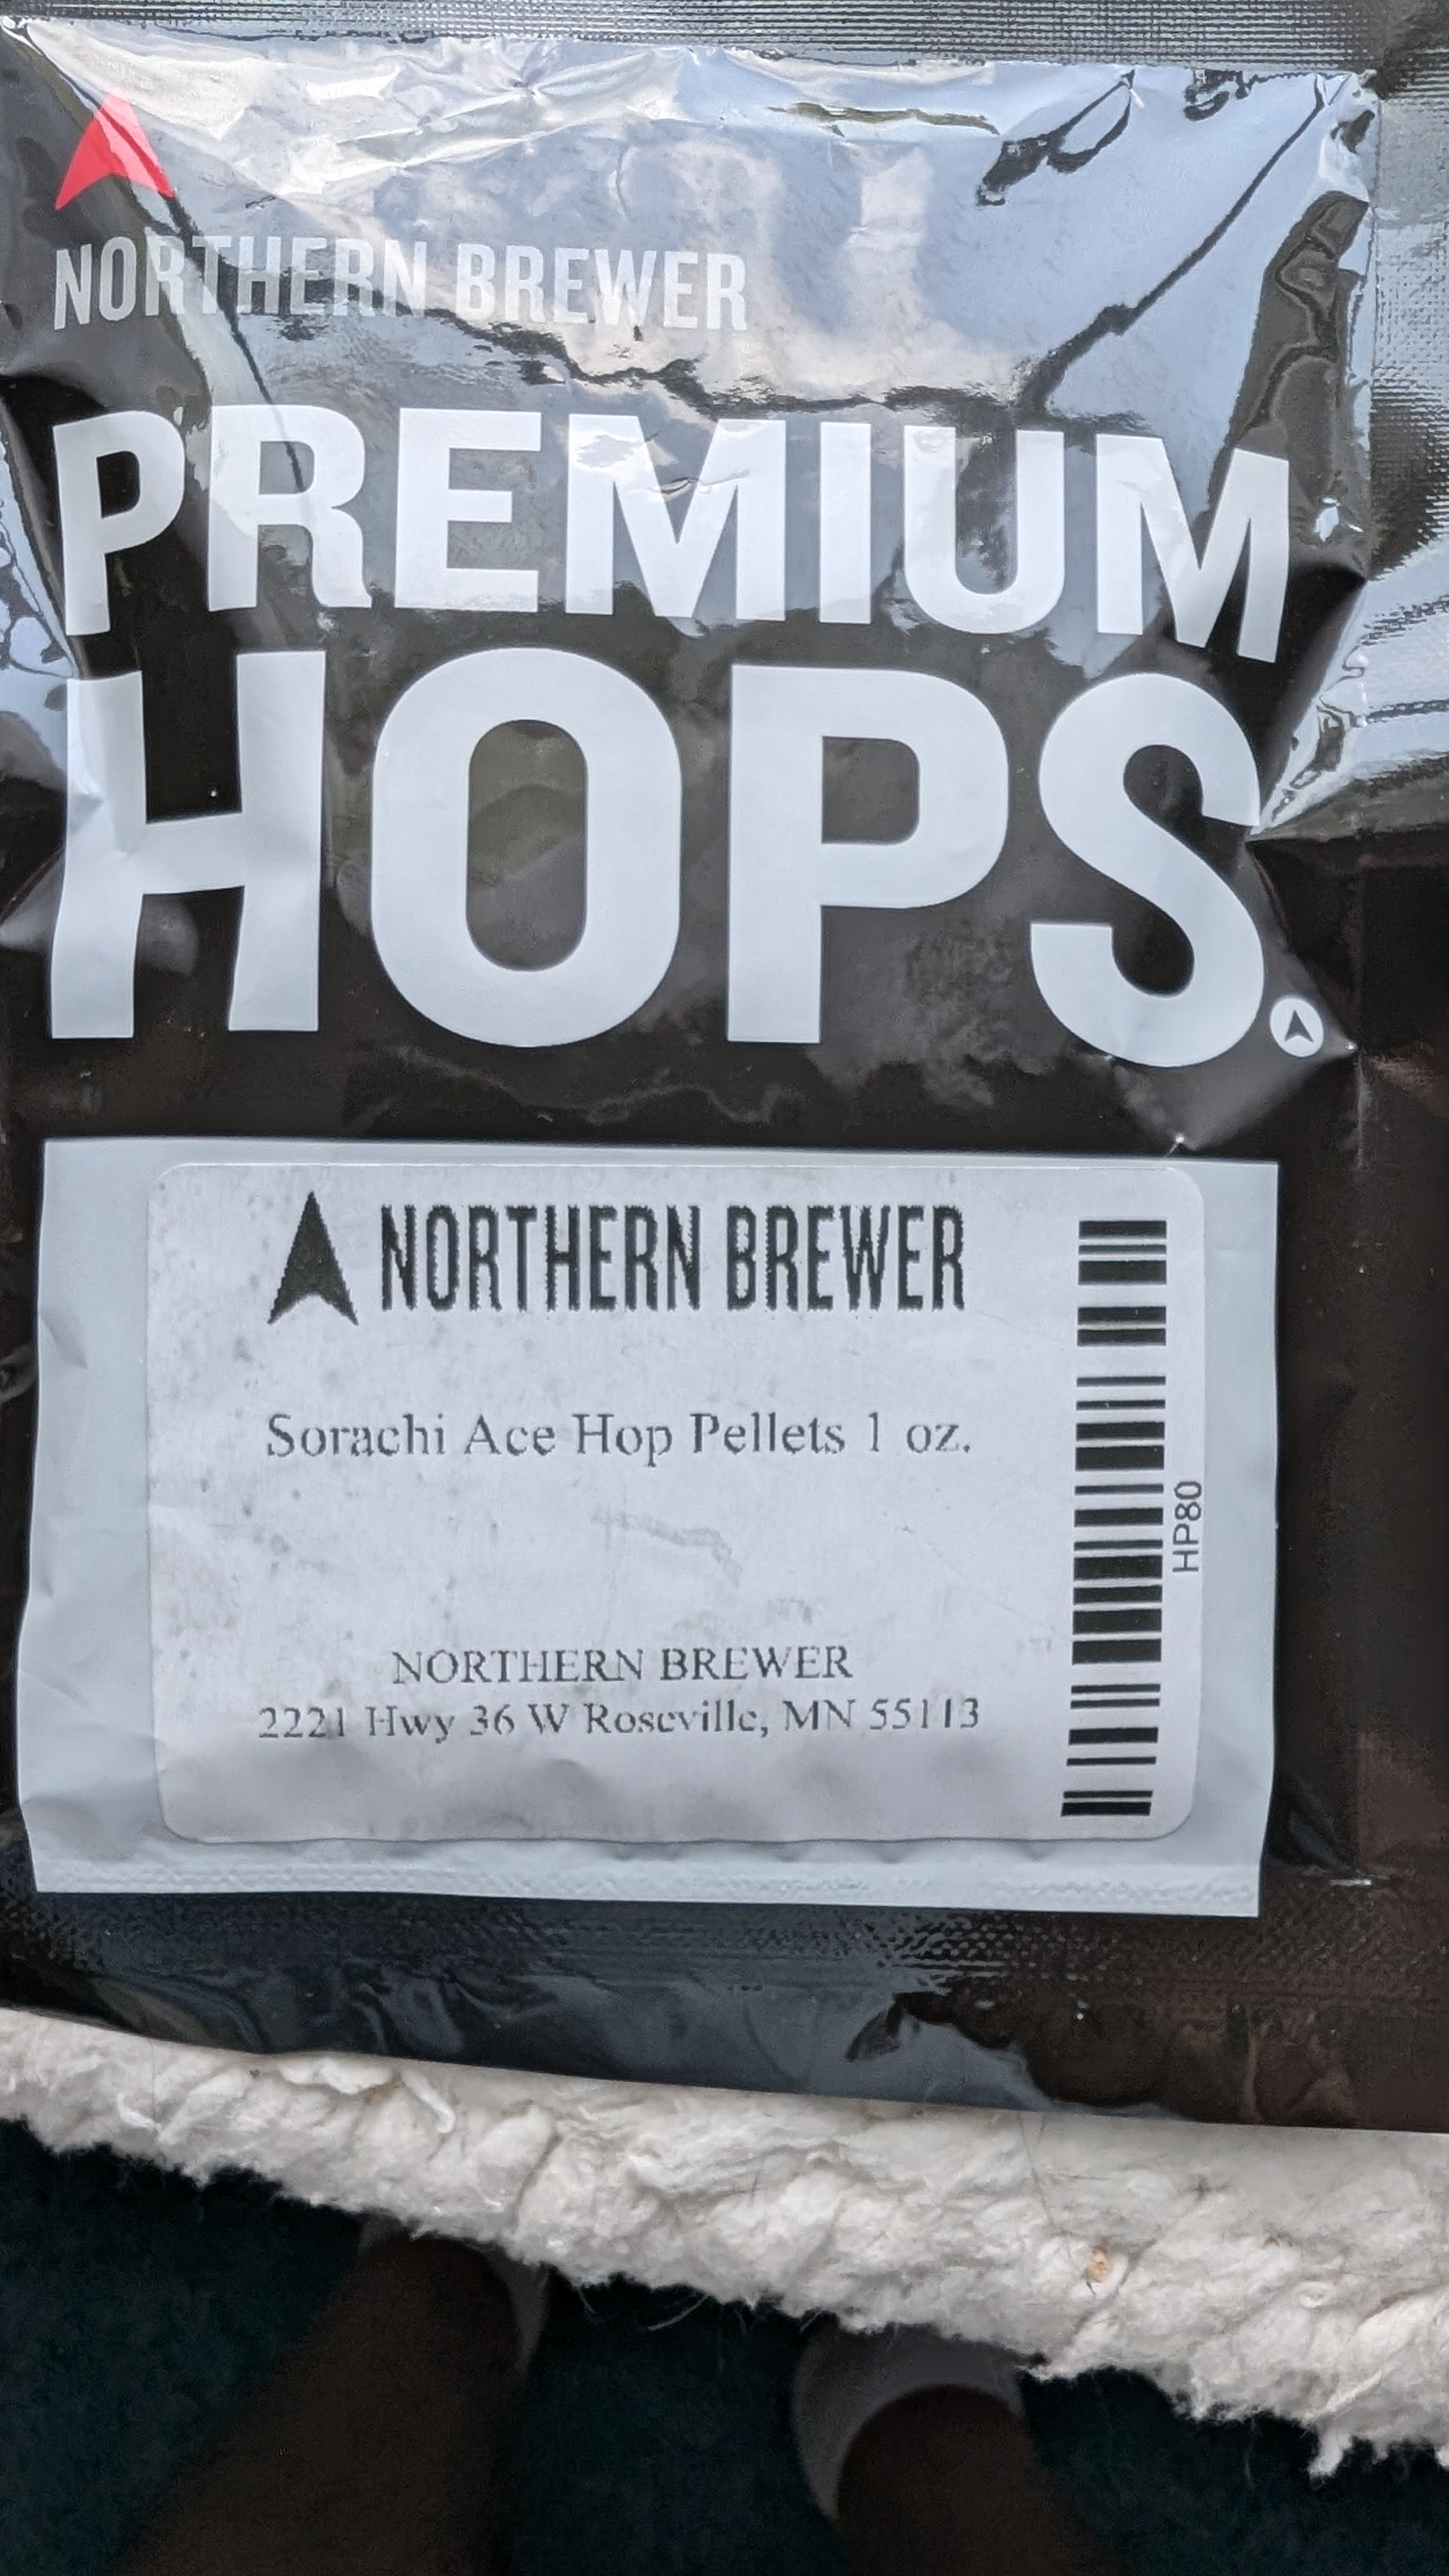 NORTHERN BREWER
PREMIUM
HOPS
NORTHERN BREWER
Sorachi Ace Hop Pellets 1 oz.
HP80
NORTHERN BREWER
2221 Hwy 36 W Roseville, MN 55113